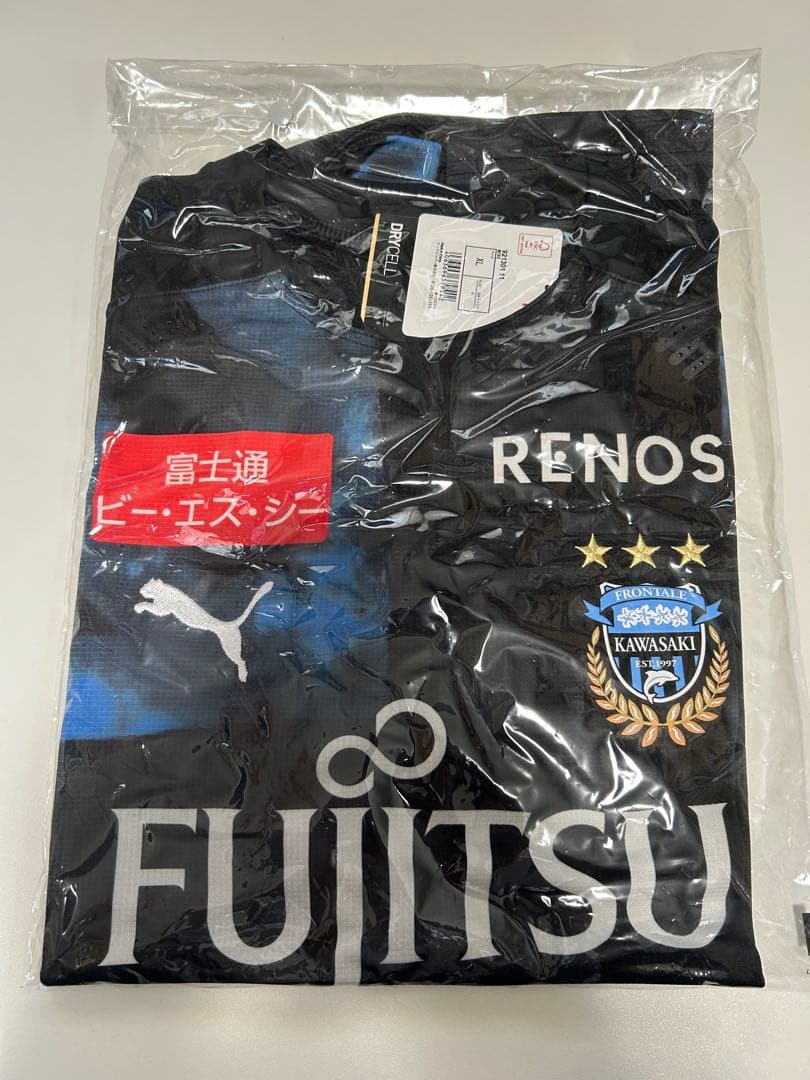 DRYCELL
XL
富士通
ビー・エス・シー
RENOS
FRONTALE
KAWASAKI
EST.1997
FUJITSU